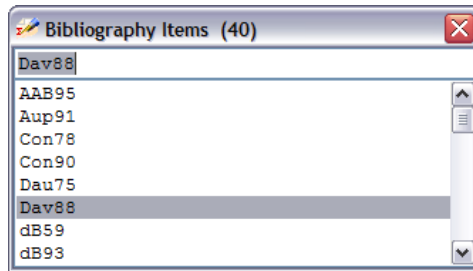 Bibliography Items (40)
Dav88
AAB95
Aup91
Con78
Con90
Dau75
Dav88
dB59
dB93